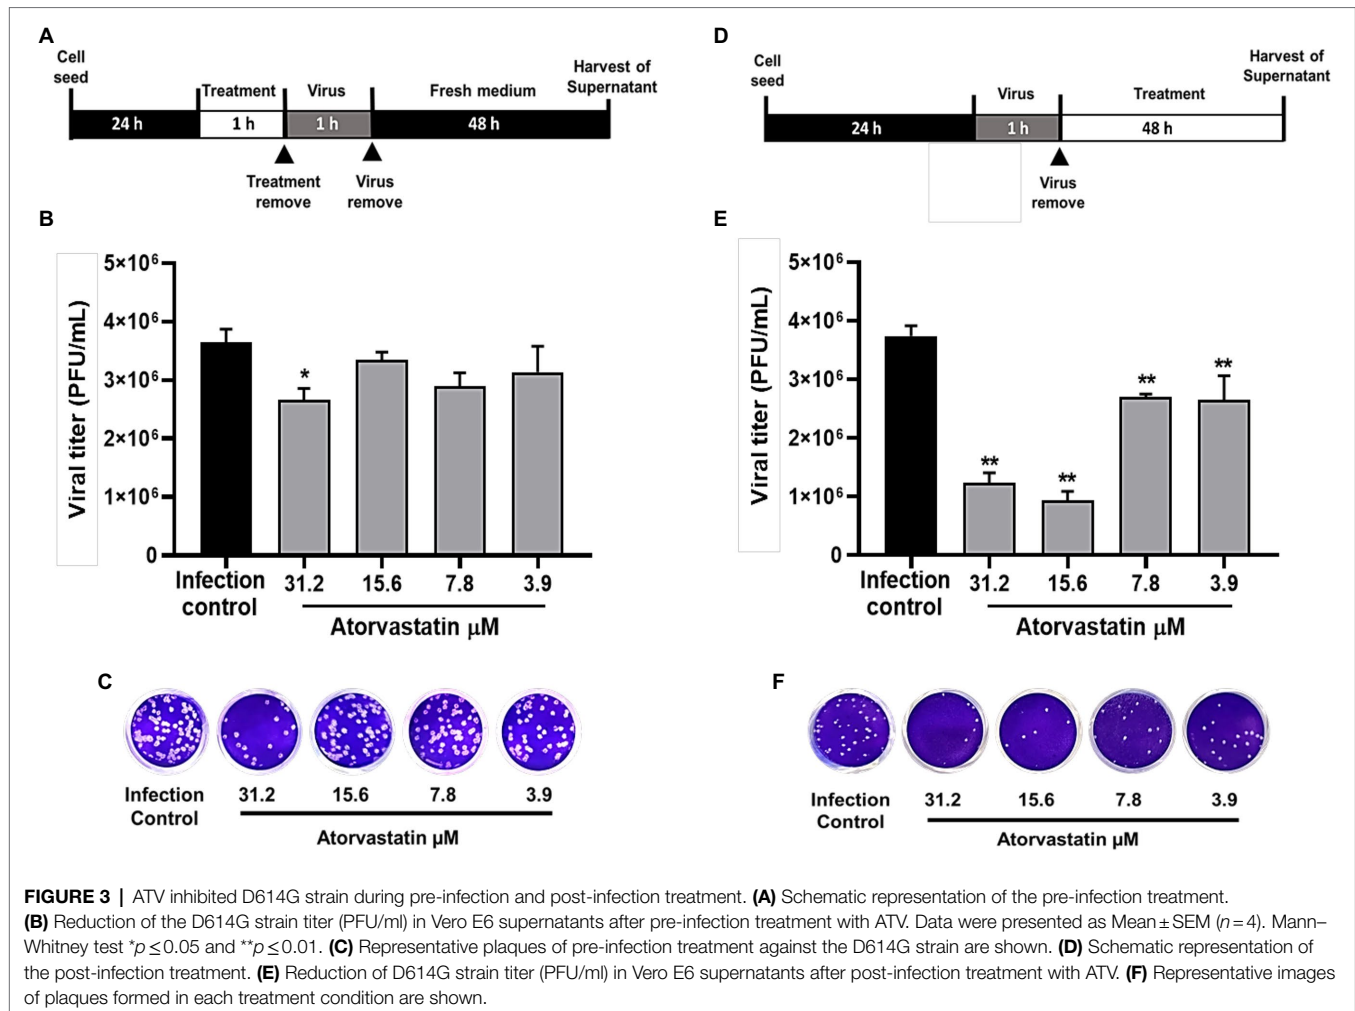 A
Cell
seed
Treatment
Virus
Fresh medium
Harvest of
Supernatant
24 h
1 h
1 h
48 h
Treatment
remove
Virus
remove
B
Viral titer (PFU/mL)
5×10⁶
4×10⁶
3×10⁶
2×10⁶
1×10⁶
0
*
Infection
control
31.2
15.6
7.8
3.9
Atorvastatin μM
C
Infection
Control
31.2
15.6
7.8
3.9
Atorvastatin μM
D
Cell
seed
Virus
Treatment
Harvest of
Supernatant
24 h
1 h
48 h
Virus
remove
E
Viral titer (PFU/mL)
5×10⁶
4×10⁶
3×10⁶
2×10⁶
1×10⁶
0
**
**
**
**
Infection
control
31.2
15.6
7.8
3.9
Atorvastatin μM
F
Infection
Control
31.2
15.6
7.8
3.9
Atorvastatin μM
FIGURE 3 | ATV inhibited D614G strain during pre-infection and post-infection treatment. (A) Schematic representation of the pre-infection treatment.
(B) Reduction of the D614G strain titer (PFU/ml) in Vero E6 supernatants after pre-infection treatment with ATV. Data were presented as Mean ± SEM (n = 4). Mann–
Whitney test *p ≤ 0.05 and **p ≤ 0.01. (C) Representative plaques of pre-infection treatment against the D614G strain are shown. (D) Schematic representation of
the post-infection treatment. (E) Reduction of D614G strain titer (PFU/ml) in Vero E6 supernatants after post-infection treatment with ATV. (F) Representative images
of plaques formed in each treatment condition are shown.